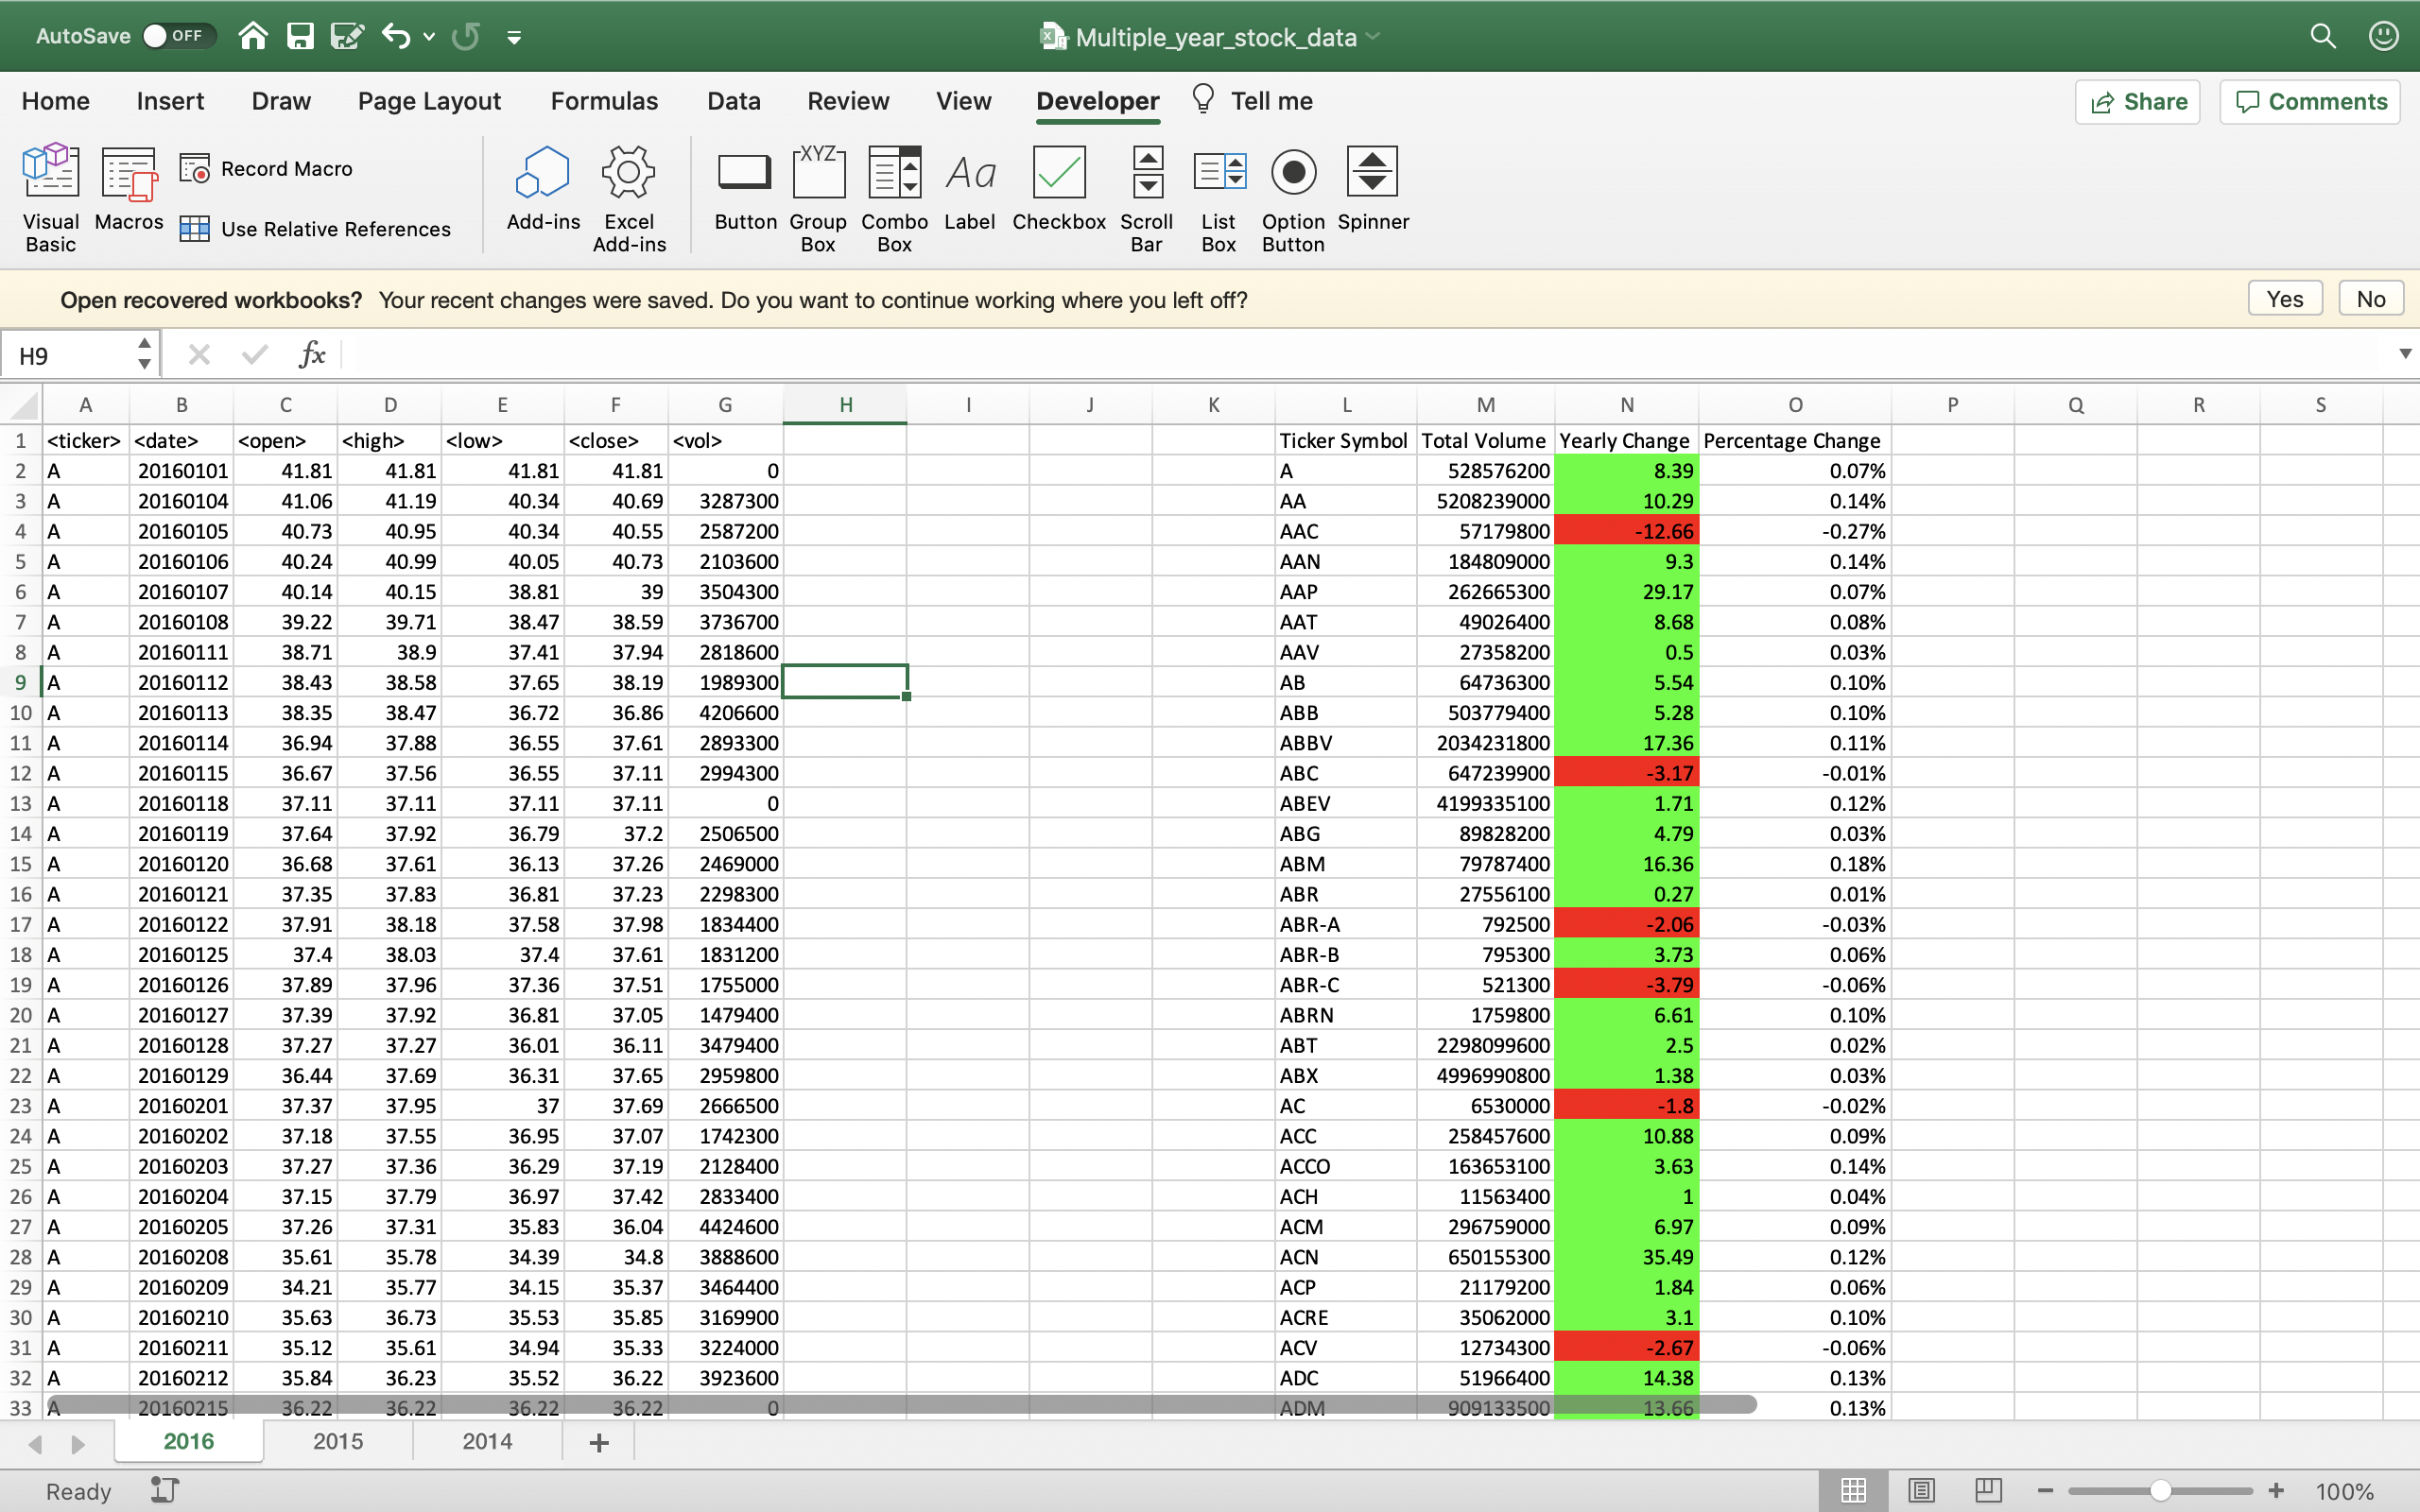 AutoSave OFF Multiple_year_stock_data
Home Insert Draw Page Layout Formulas Data Review View Developer Tell me Share Comments
Visual Basic Macros Record Macro Use Relative References Add-ins Excel Add-ins Button XYZ Group Box Combo Box Aa Label Checkbox Scroll Bar List Box Option Button Spinner
Open recovered workbooks? Your recent changes were saved. Do you want to continue working where you left off? Yes No
H9 fx
A B C D E F G H I J K L M N O P Q R S
1 <ticker> <date> <open> <high> <low> <close> <vol> Ticker Symbol Total Volume Yearly Change Percentage Change
2 A 20160101 41.81 41.81 41.81 41.81 0 A 528576200 8.39 0.07%
3 A 20160104 41.06 41.19 40.34 40.69 3287300 AA 5208239000 10.29 0.14%
4 A 20160105 40.73 40.95 40.34 40.55 2587200 AAC 57179800 -12.66 -0.27%
5 A 20160106 40.24 40.99 40.05 40.73 2103600 AAN 184809000 9.3 0.14%
6 A 20160107 40.14 40.15 38.81 39 3504300 AAP 262665300 29.17 0.07%
7 A 20160108 39.22 39.71 38.47 38.59 3736700 AAT 49026400 8.68 0.08%
8 A 20160111 38.71 38.9 37.41 37.94 2818600 AAV 27358200 0.5 0.03%
9 A 20160112 38.43 38.58 37.65 38.19 1989300 AB 64736300 5.54 0.10%
10 A 20160113 38.35 38.47 36.72 36.86 4206600 ABB 503779400 5.28 0.10%
11 A 20160114 36.94 37.88 36.55 37.61 2893300 ABBV 2034231800 17.36 0.11%
12 A 20160115 36.67 37.56 36.55 37.11 2994300 ABC 647239900 -3.17 -0.01%
13 A 20160118 37.11 37.11 37.11 37.11 0 ABEV 4199335100 1.71 0.12%
14 A 20160119 37.64 37.92 36.79 37.2 2506500 ABG 89828200 4.79 0.03%
15 A 20160120 36.68 37.61 36.13 37.26 2469000 ABM 79787400 16.36 0.18%
16 A 20160121 37.35 37.83 36.81 37.23 2298300 ABR 27556100 0.27 0.01%
17 A 20160122 37.91 38.18 37.58 37.98 1834400 ABR-A 792500 -2.06 -0.03%
18 A 20160125 37.4 38.03 37.4 37.61 1831200 ABR-B 795300 3.73 0.06%
19 A 20160126 37.89 37.96 37.36 37.51 1755000 ABR-C 521300 -3.79 -0.06%
20 A 20160127 37.39 37.92 36.81 37.05 1479400 ABRN 1759800 6.61 0.10%
21 A 20160128 37.27 37.27 36.01 36.11 3479400 ABT 2298099600 2.5 0.02%
22 A 20160129 36.44 37.69 36.31 37.65 2959800 ABX 4996990800 1.38 0.03%
23 A 20160201 37.37 37.95 37 37.69 2666500 AC 6530000 -1.8 -0.02%
24 A 20160202 37.18 37.55 36.95 37.07 1742300 ACC 258457600 10.88 0.09%
25 A 20160203 37.27 37.36 36.29 37.19 2128400 ACCO 163653100 3.63 0.14%
26 A 20160204 37.15 37.79 36.97 37.42 2833400 ACH 11563400 1 0.04%
27 A 20160205 37.26 37.31 35.83 36.04 4424600 ACM 296759000 6.97 0.09%
28 A 20160208 35.61 35.78 34.39 34.8 3888600 ACN 650155300 35.49 0.12%
29 A 20160209 34.21 35.77 34.15 35.37 3464400 ACP 21179200 1.84 0.06%
30 A 20160210 35.63 36.73 35.53 35.85 3169900 ACRE 35062000 3.1 0.10%
31 A 20160211 35.12 35.61 34.94 35.33 3224000 ACV 12734300 -2.67 -0.06%
32 A 20160212 35.84 36.23 35.52 36.22 3923600 ADC 51966400 14.38 0.13%
33 A 20160215 36.22 36.22 36.22 36.22 0 ADM 909133500 13.66 0.13%
2016 2015 2014 +
Ready 100%